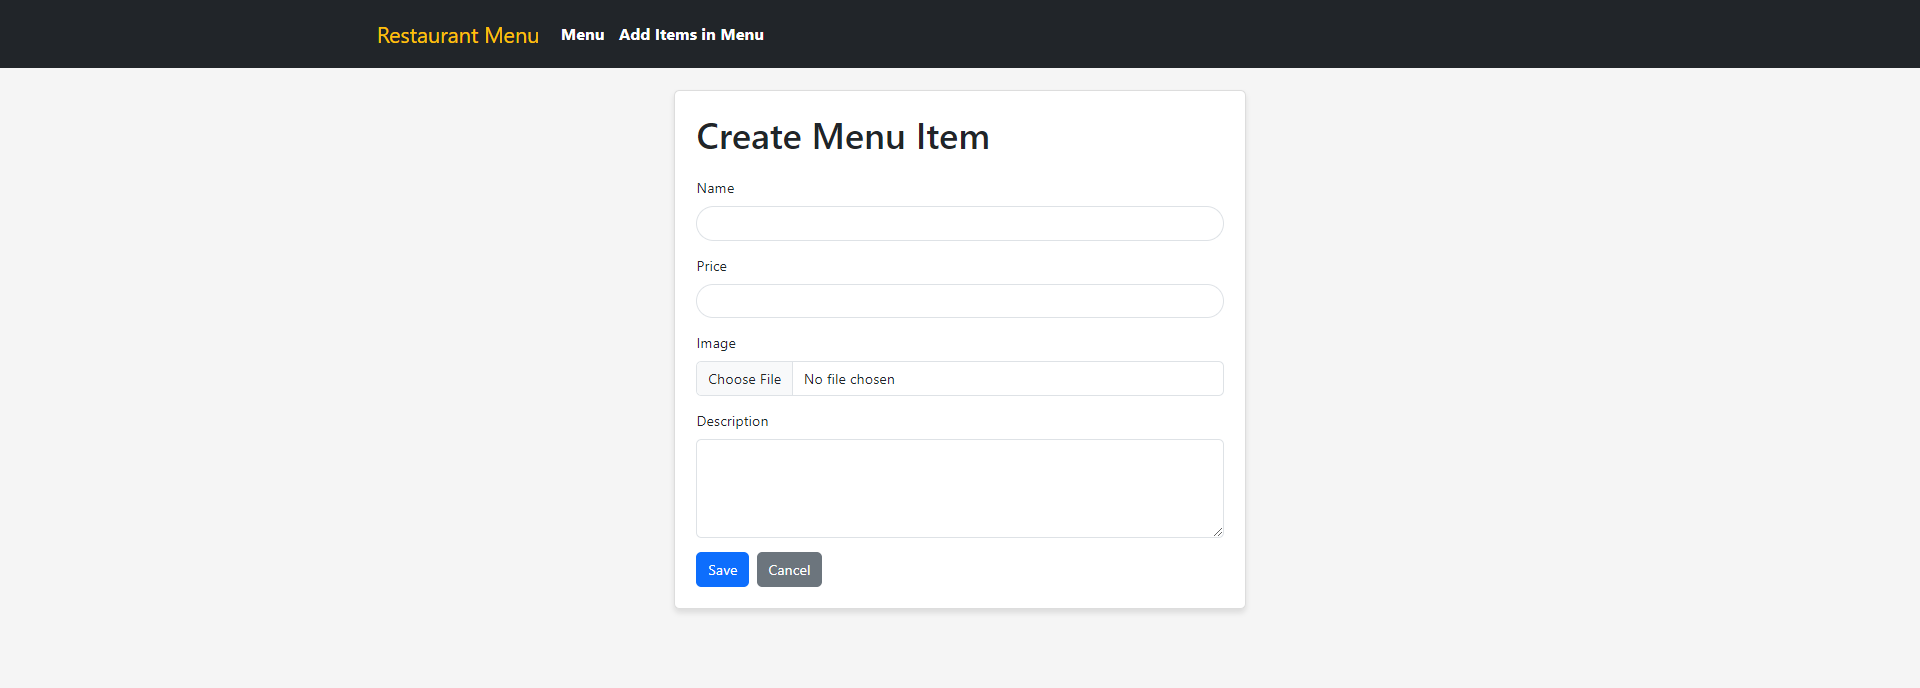 Restaurant Menu Menu Add Items in Menu
Create Menu Item
Name
Price
Image
Choose File No file chosen
Description
Save Cancel